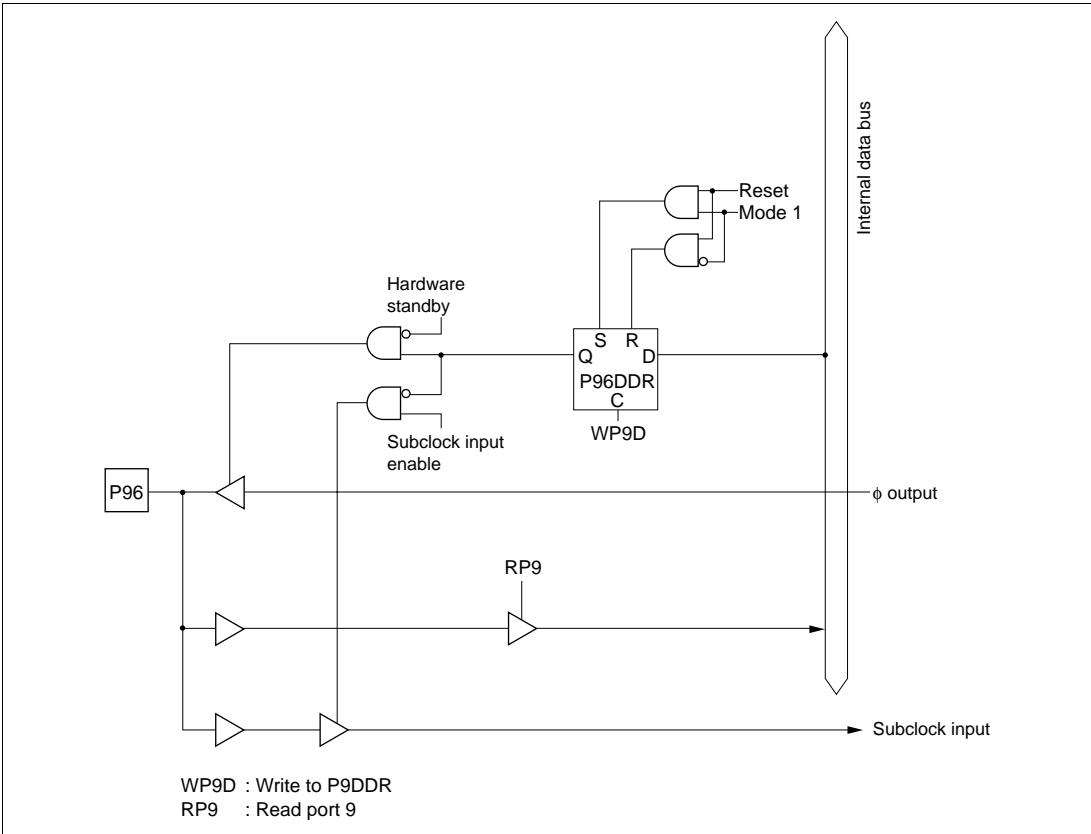 Internal data bus
Reset
Mode 1
Hardware
standby
S R
Q D
P96DDR
C
WP9D
Subclock input
enable
P96
φ output
RP9
Subclock input
WP9D : Write to P9DDR
RP9 : Read port 9